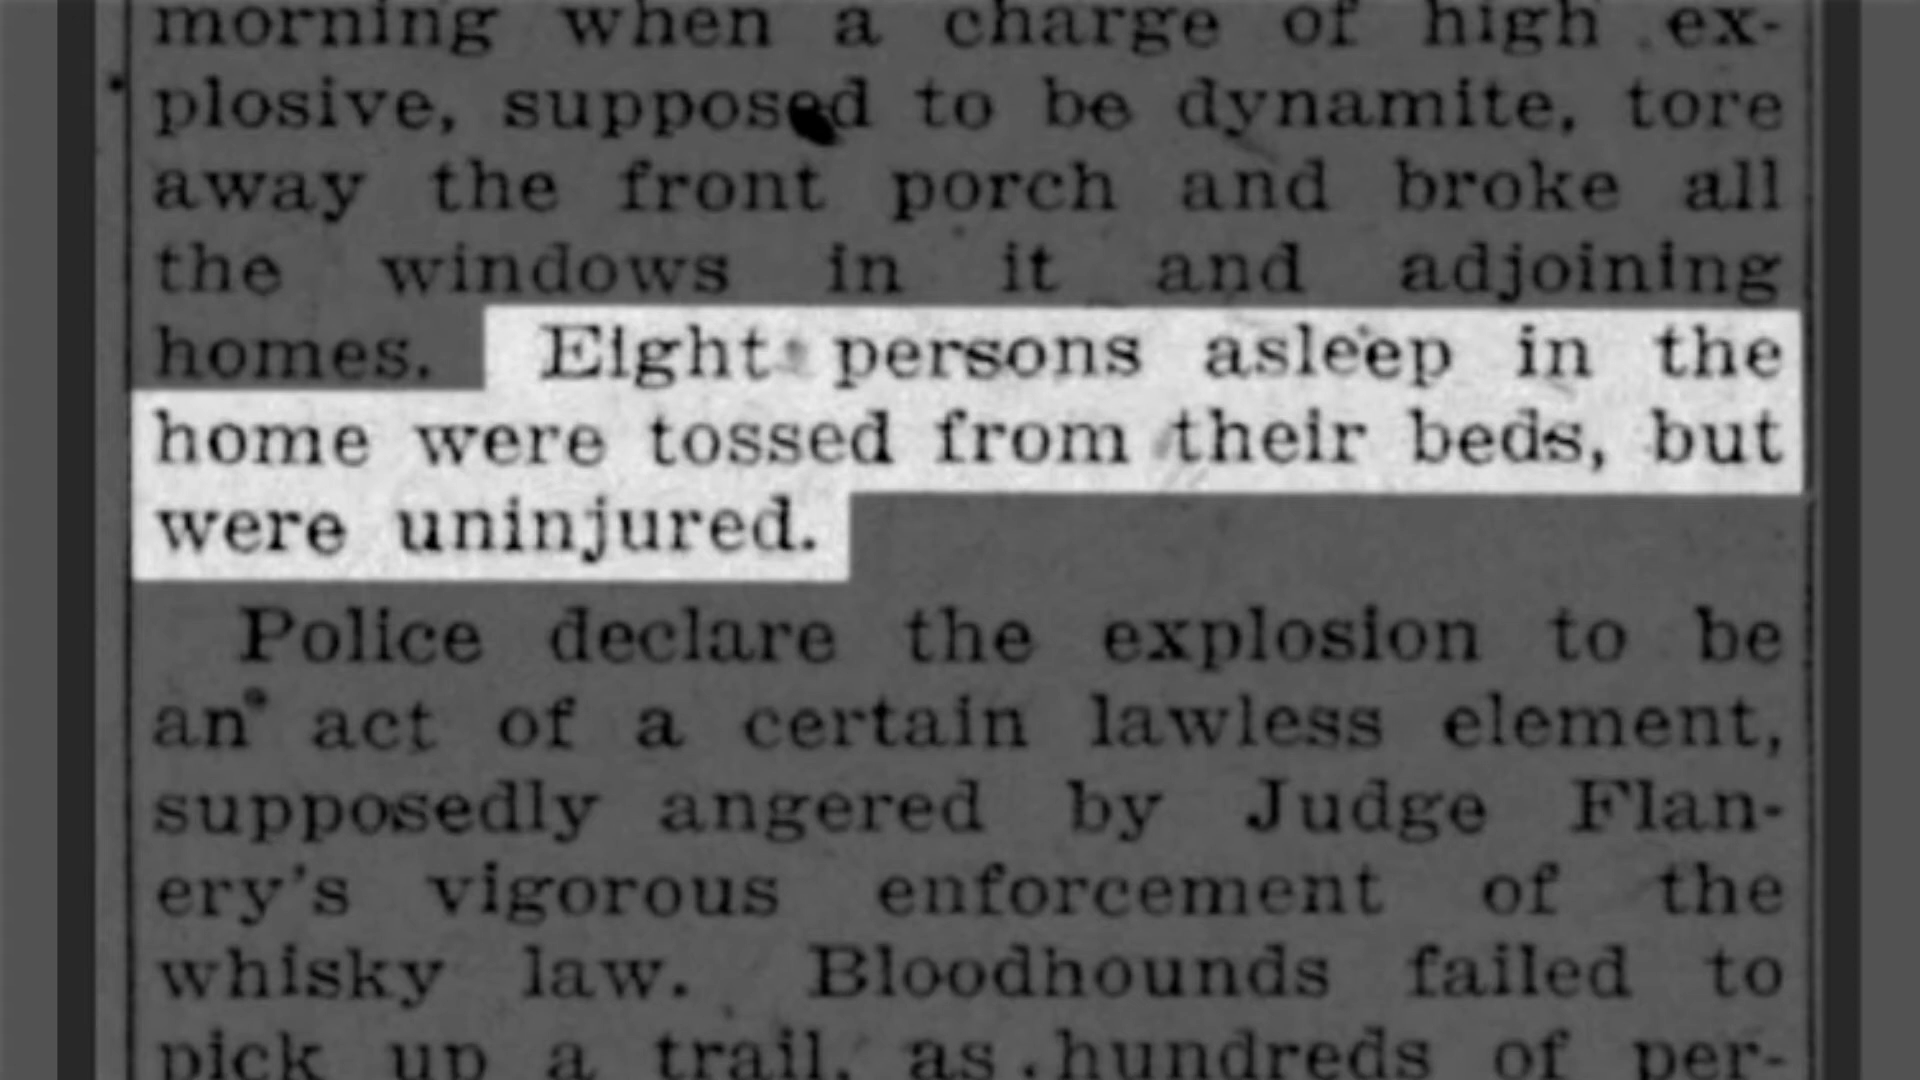 morning when a charge of high ex-
plosive, supposed to be dynamite, tore
away the front porch and broke all
the windows in it and adjoining
homes. Eight persons asleep in the
home were tossed from their beds, but
were uninjured.
Police declare the explosion to be
an act of a certain lawless element,
supposedly angered by Judge Flan-
ery's vigorous enforcement of the
whisky law. Bloodhounds failed to
pick up a trail, as hundreds of per-